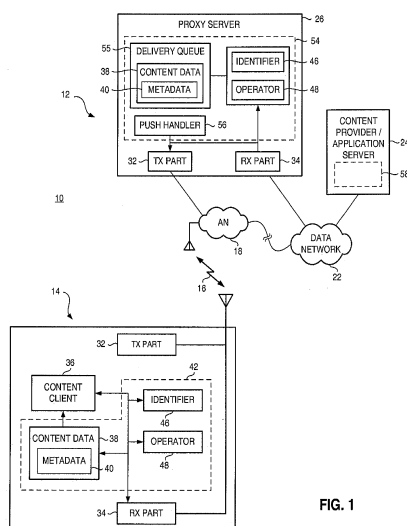 PROXY SERVER
26
54
55
DELIVERY QUEUE
38
CONTENT DATA
40
METADATA
IDENTIFIER
46
OPERATOR
48
12
PUSH HANDLER
56
32
TX PART
RX PART
34
CONTENT
PROVIDER /
APPLICATION
SERVER
24
58
10
AN
18
DATA
NETWORK
22
16
14
32
TX PART
36
CONTENT
CLIENT
42
IDENTIFIER
46
CONTENT DATA
38
METADATA
40
OPERATOR
48
34
RX PART
FIG. 1